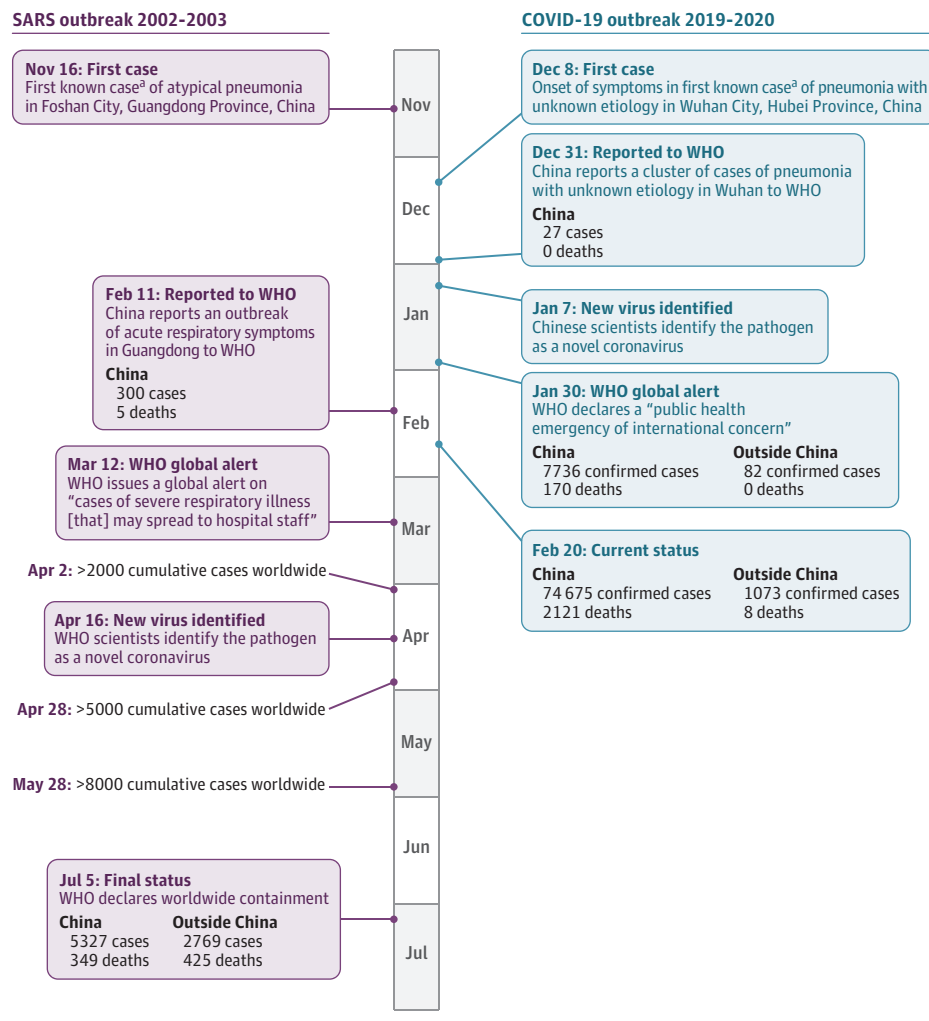 SARS outbreak 2002-2003
Nov 16: First case
First known caseᵃ of atypical pneumonia
in Foshan City, Guangdong Province, China
Feb 11: Reported to WHO
China reports an outbreak
of acute respiratory symptoms
in Guangdong to WHO
China
300 cases
5 deaths
Mar 12: WHO global alert
WHO issues a global alert on
“cases of severe respiratory illness
[that] may spread to hospital staff”
Apr 2: >2000 cumulative cases worldwide
Apr 16: New virus identified
WHO scientists identify the pathogen
as a novel coronavirus
Apr 28: >5000 cumulative cases worldwide
May 28: >8000 cumulative cases worldwide
Jul 5: Final status
WHO declares worldwide containment
China Outside China
5327 cases 2769 cases
349 deaths 425 deaths
Nov
Dec
Jan
Feb
Mar
Apr
May
Jun
Jul
COVID-19 outbreak 2019-2020
Dec 8: First case
Onset of symptoms in first known caseᵃ of pneumonia with
unknown etiology in Wuhan City, Hubei Province, China
Dec 31: Reported to WHO
China reports a cluster of cases of pneumonia
with unknown etiology in Wuhan to WHO
China
27 cases
0 deaths
Jan 7: New virus identified
Chinese scientists identify the pathogen
as a novel coronavirus
Jan 30: WHO global alert
WHO declares a “public health
emergency of international concern”
China Outside China
7736 confirmed cases 82 confirmed cases
170 deaths 0 deaths
Feb 20: Current status
China Outside China
74 675 confirmed cases 1073 confirmed cases
2121 deaths 8 deaths